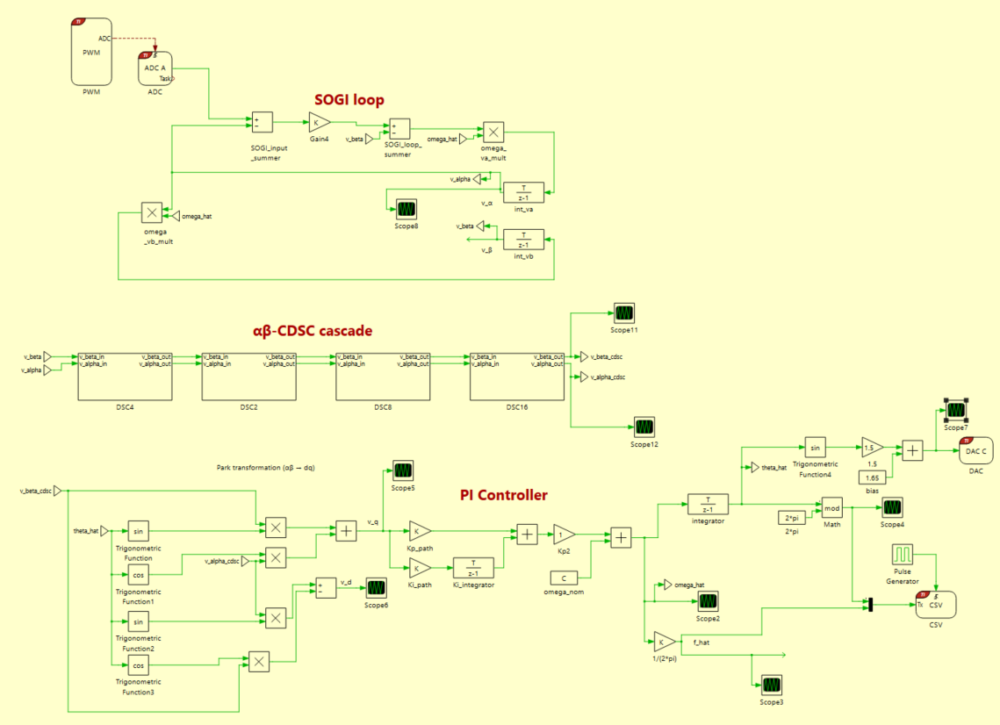 TI
ADC
PWM
PWM
TI
ADC A
Task
ADC
SOGI loop
+
−
SOGI_input
_summer
K
Gain4
v_beta
+
−
SOGI_loop_
summer
omega_hat
×
omega_
va_mult
v_alpha
T
z-1
int_va
v_α
Scope8
×
omega_hat
omega
_vb_mult
v_beta
T
z-1
int_vb
v_β
αβ-CDSC cascade
Scope11
v_beta
v_alpha
v_beta_in
v_alpha_in
v_beta_out
v_alpha_out
DSC4
v_beta_in
v_alpha_in
v_beta_out
v_alpha_out
DSC2
v_beta_in
v_alpha_in
v_beta_out
v_alpha_out
DSC8
v_beta_in
v_alpha_in
v_beta_out
v_alpha_out
DSC16
v_beta_cdsc
v_alpha_cdsc
Scope12
Park transformation (αβ → dq)
Scope5
PI Controller
v_beta_cdsc
theta_hat
sin
Trigonometric
Function
cos
Trigonometric
Function1
sin
Trigonometric
Function2
cos
Trigonometric
Function3
×
v_alpha_cdsc
×
×
×
+
v_q
+
−
v_d
Scope6
K
Kp_path
K
Ki_path
T
z-1
Ki_integrator
+
1
Kp2
C
omega_nom
+
T
z-1
integrator
omega_hat
Scope2
K
1/(2*pi)
f_hat
Scope3
theta_hat
sin
Trigonometric
Function4
1.5
1.5
1.65
bias
+
Scope7
TI
DAC C
DAC
2*pi
2*pi
mod
Math
Scope4
Pulse
Generator
TI
Tx
CSV
CSV